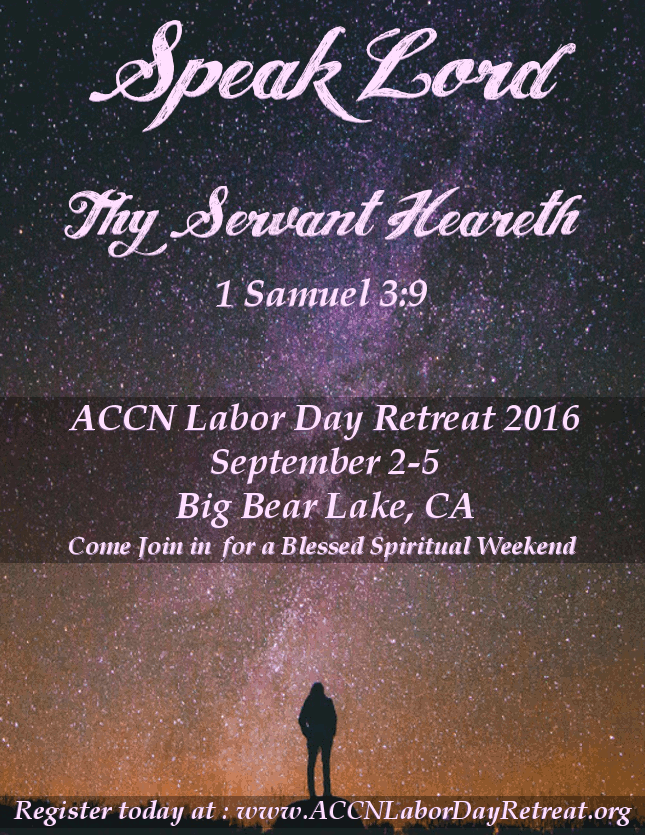 Speak Lord
Thy Servant Heareth
1 Samuel 3:9
ACCN Labor Day Retreat 2016
September 2-5
Big Bear Lake, CA
Come Join in for a Blessed Spiritual Weekend
Register today at : www.ACCNLaborDayRetreat.org